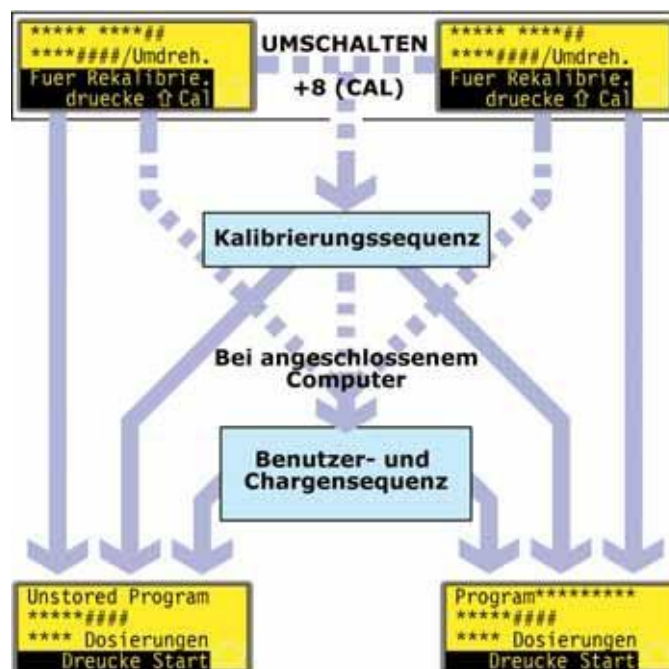 ***** ****##
****####/Umdreh.
Fuer Rekalibrie.
druecke ⇧ Cal
UMSCHALTEN
+8 (CAL)
***** ****##
****####/Umdreh.
Fuer Rekalibrie.
druecke ⇧ Cal
Kalibrierungssequenz
Bei angeschlossenem
Computer
Benutzer- und
Chargensequenz
Unstored Program
*****####
**** Dosierungen
Dreucke Start
Program*********
*****####
**** Dosierungen
Dreucke Start